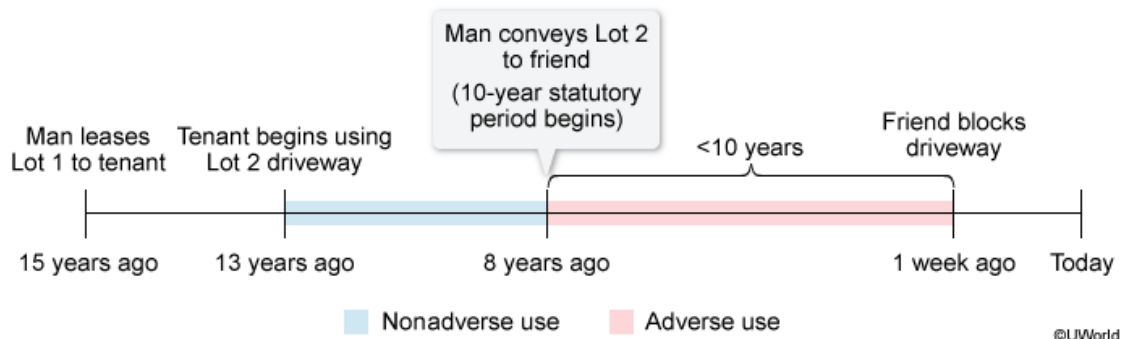 Man conveys Lot 2
to friend
(10-year statutory
period begins)
Man leases
Lot 1 to tenant
Tenant begins using
Lot 2 driveway
<10 years
Friend blocks
driveway
15 years ago
13 years ago
8 years ago
1 week ago
Today
Nonadverse use
Adverse use
©UWorld